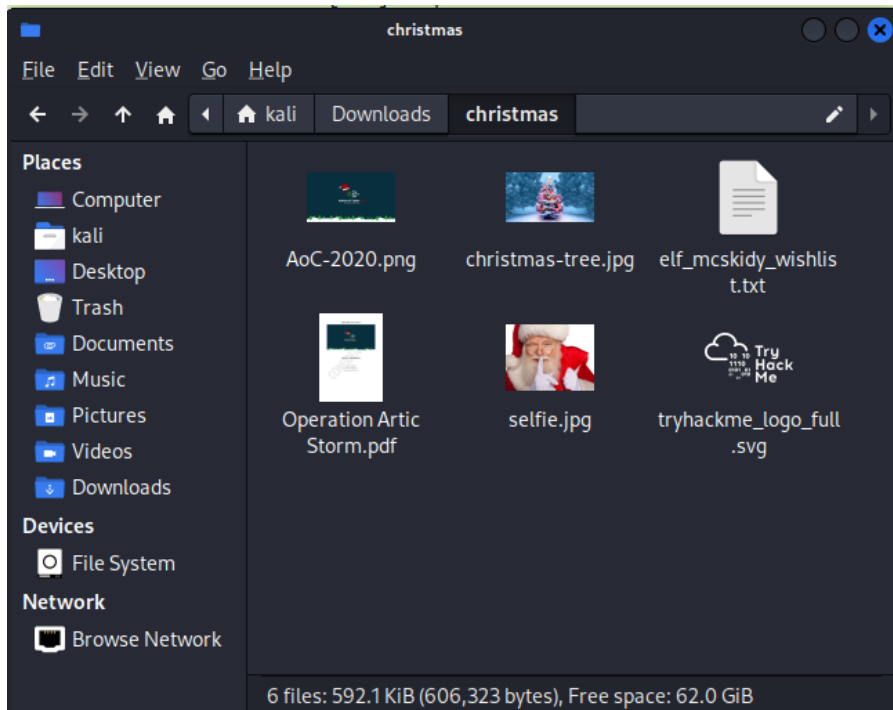 christmas
File Edit View Go Help
kali Downloads christmas
Places
Computer
kali
Desktop
Trash
Documents
Music
Pictures
Videos
Downloads
Devices
File System
Network
Browse Network
AoC-2020.png
christmas-tree.jpg
elf_mcskidy_wishlis
t.txt
Try
Hack
Me
Operation Artic
Storm.pdf
selfie.jpg
tryhackme_logo_full
.svg
6 files: 592.1 KiB (606,323 bytes), Free space: 62.0 GiB